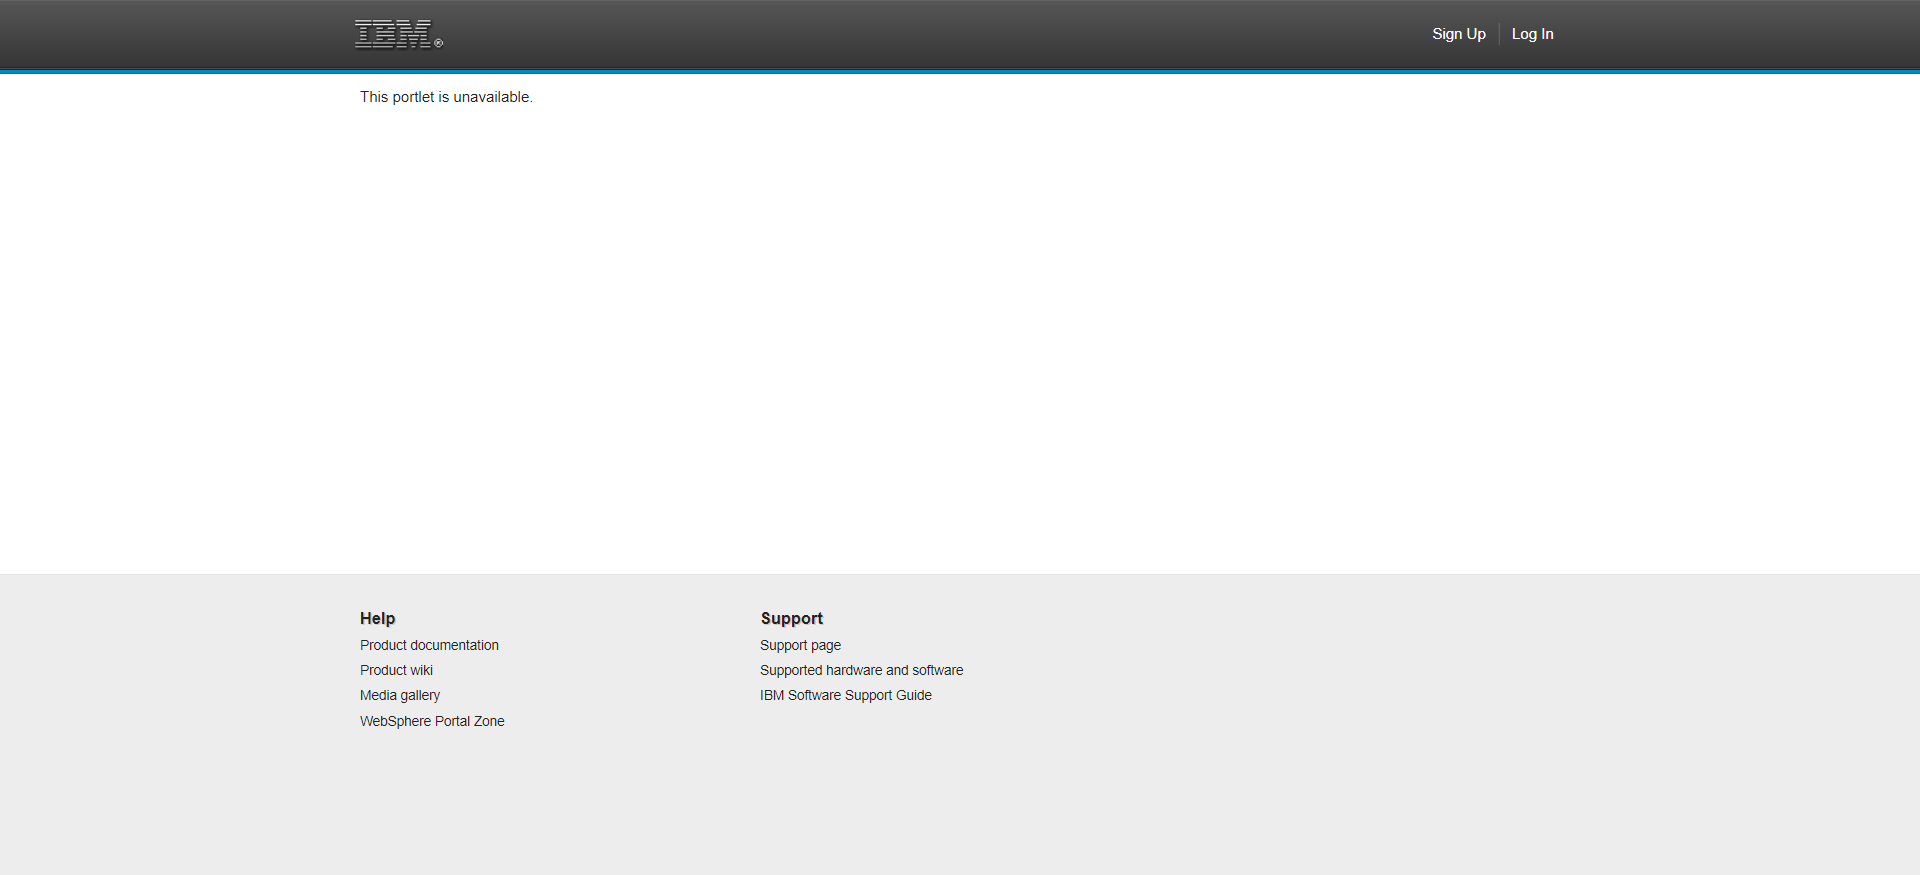 IBM®
Sign Up
Log In
This portlet is unavailable.
Help
Product documentation
Product wiki
Media gallery
WebSphere Portal Zone
Support
Support page
Supported hardware and software
IBM Software Support Guide